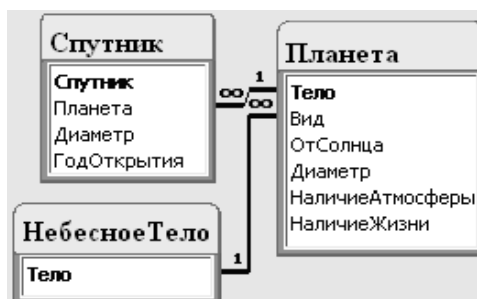 Спутник
Спутник
Планета
Диаметр
ГодОткрытия
∞
1
∞
Планета
Тело
Вид
ОтСолнца
Диаметр
НаличиеАтмосферы
НаличиеЖизни
НебесноеТело
Тело
1